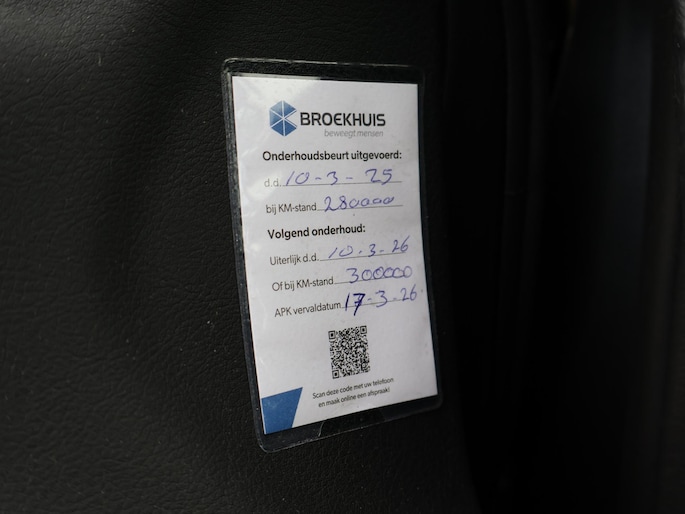 BROEKHUIS
beweegt mensen
Onderhoudsbeurt uitgevoerd:
d.d. 10-3-25
bij KM-stand 280000
Volgend onderhoud:
Uiterlijk d.d. 10-3-26
Of bij KM-stand 300000
APK vervaldatum 17-3-26
Scan deze code met uw telefoon
en maak online een afspraak!